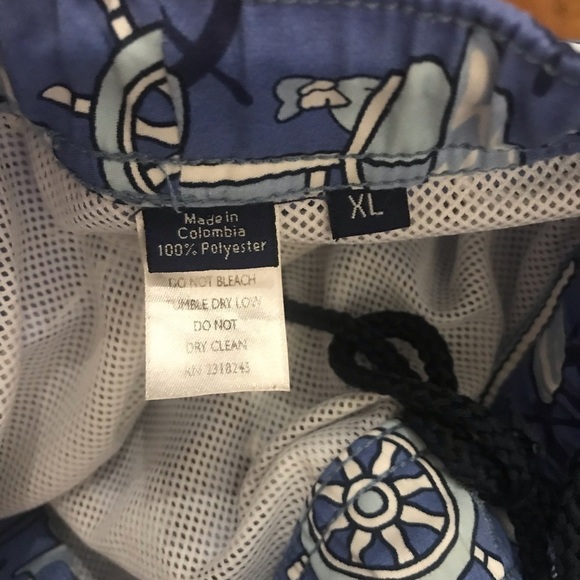 Made in
Colombia
100% Polyester
XL
DO NOT BLEACH
TUMBLE DRY LOW
DO NOT
DRY CLEAN
RN 2318245